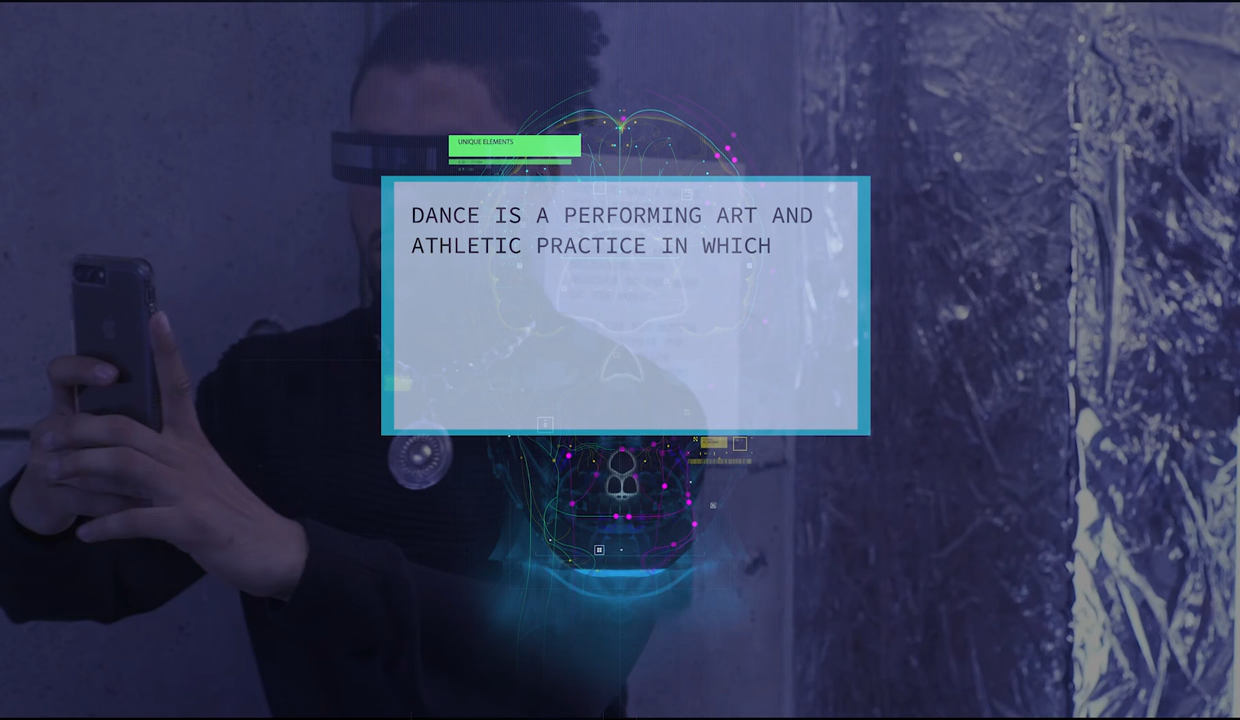 UNIQUE ELEMENTS
DANCE IS A PERFORMING ART AND
ATHLETIC PRACTICE IN WHICH